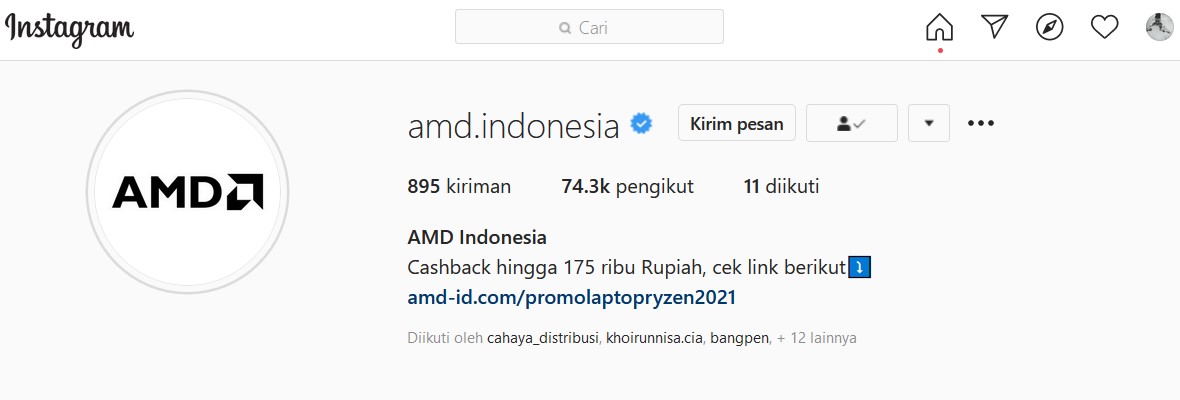 Instagram
Cari
AMD
amd.indonesia
Kirim pesan
895 kiriman 74.3k pengikut 11 diikuti
AMD Indonesia
Cashback hingga 175 ribu Rupiah, cek link berikut⤵️
amd-id.com/promolaptopryzen2021
Diikuti oleh cahaya_distribusi, khoirunnisa.cia, bangpen, + 12 lainnya